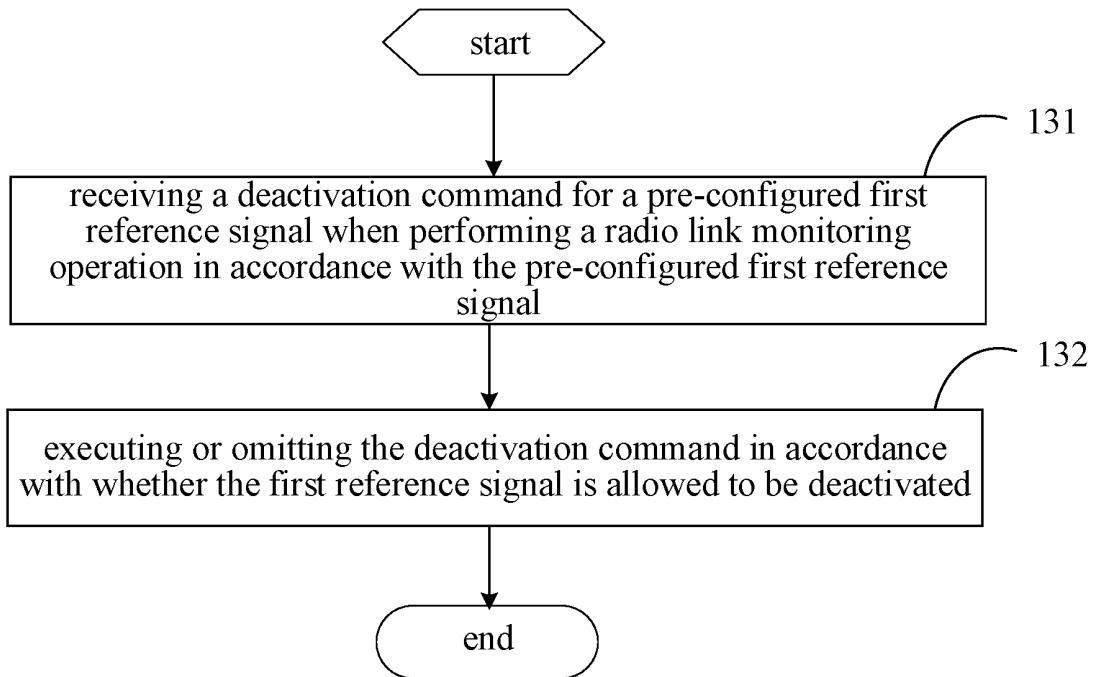 start
131
receiving a deactivation command for a pre-configured first
reference signal when performing a radio link monitoring
operation in accordance with the pre-configured first reference
signal
132
executing or omitting the deactivation command in accordance
with whether the first reference signal is allowed to be deactivated
end